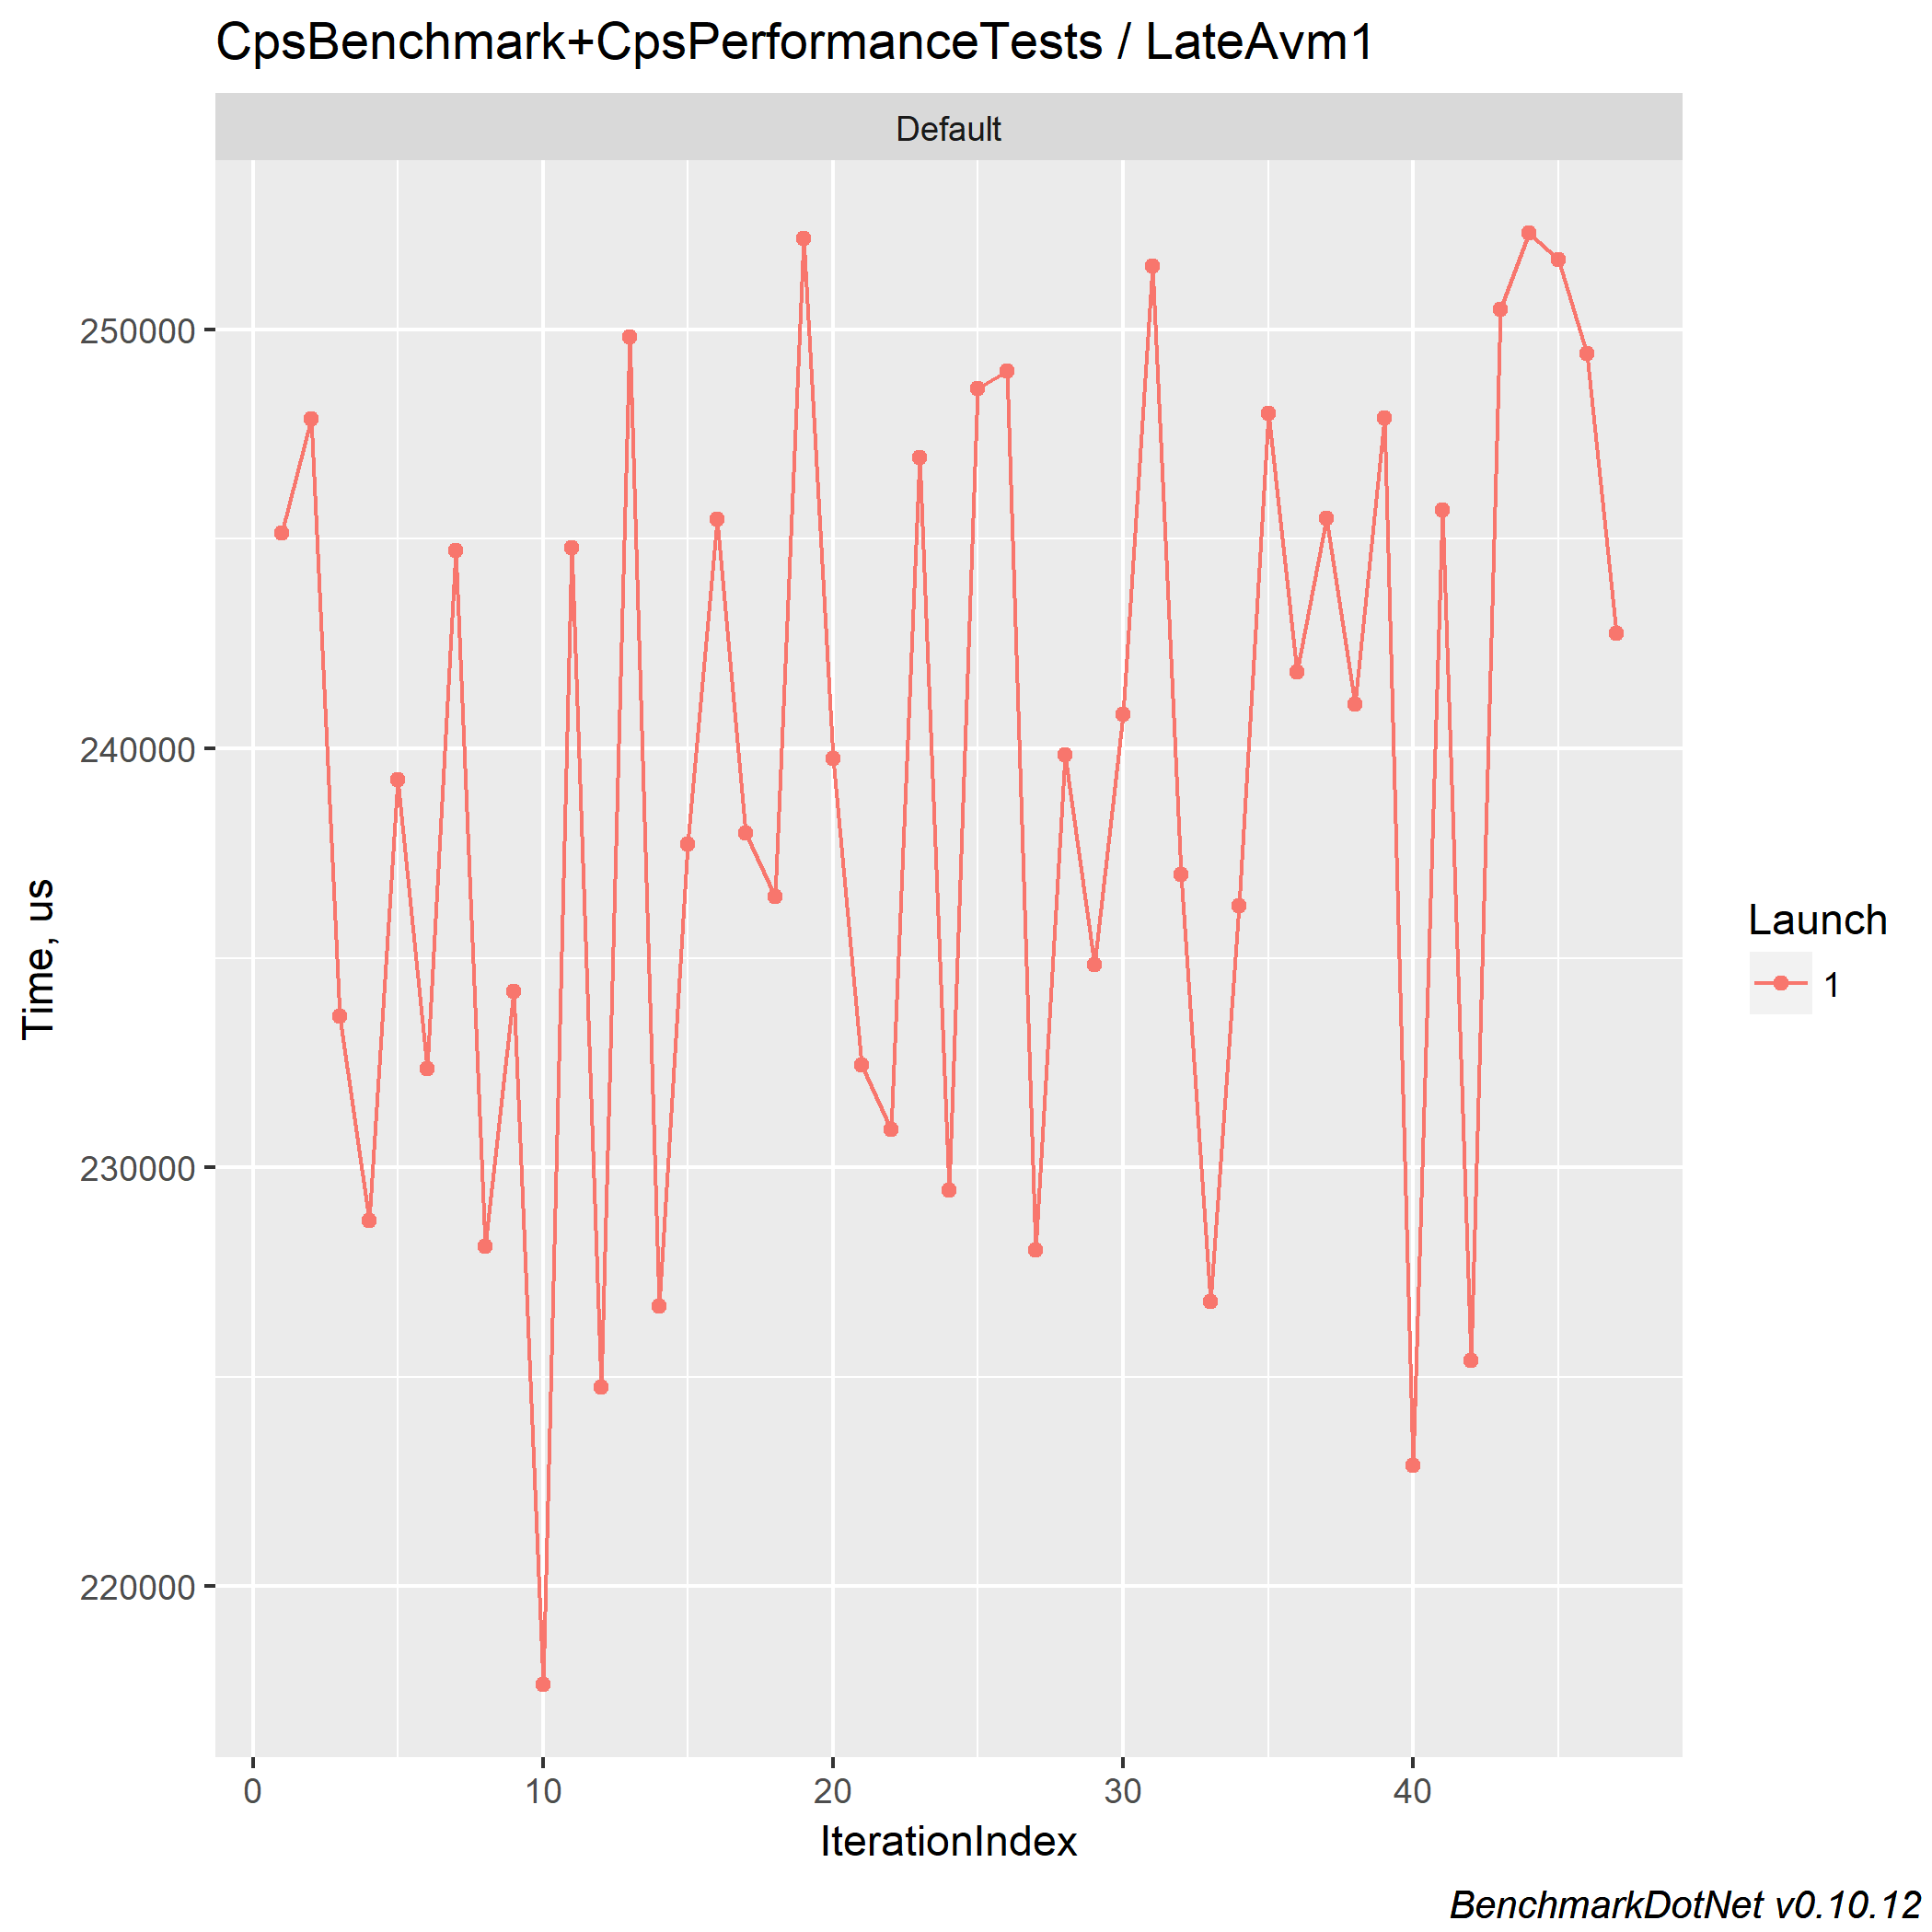 CpsBenchmark+CpsPerformanceTests / LateAvm1
Default
250000
240000
230000
220000
Time, us
0 10 20 30 40
IterationIndex
Launch
1
BenchmarkDotNet v0.10.12